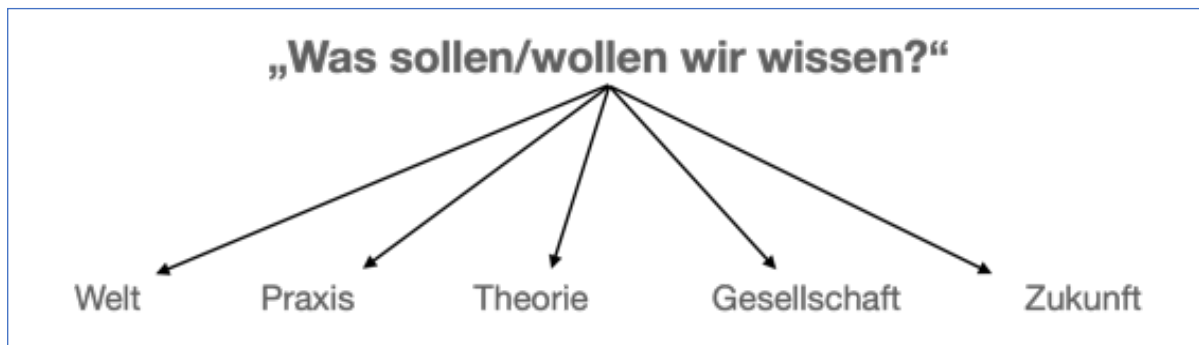 „Was sollen/wollen wir wissen?“
Welt Praxis Theorie Gesellschaft Zukunft